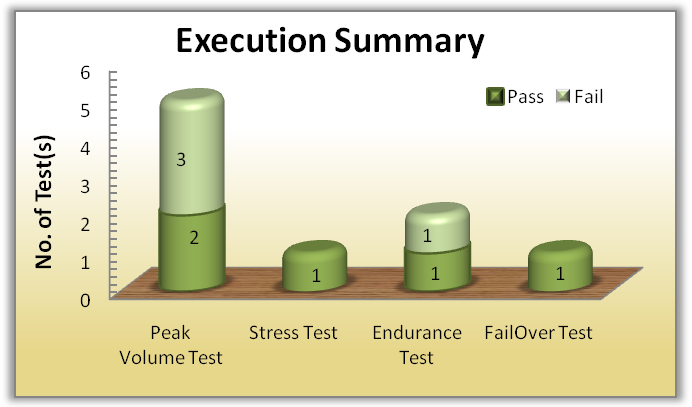 Execution Summary
Pass
Fail
No. of Test(s)
6
5
4
3
2
1
0
3
2
1
1
1
1
Peak
Volume Test
Stress Test
Endurance
Test
FailOver Test